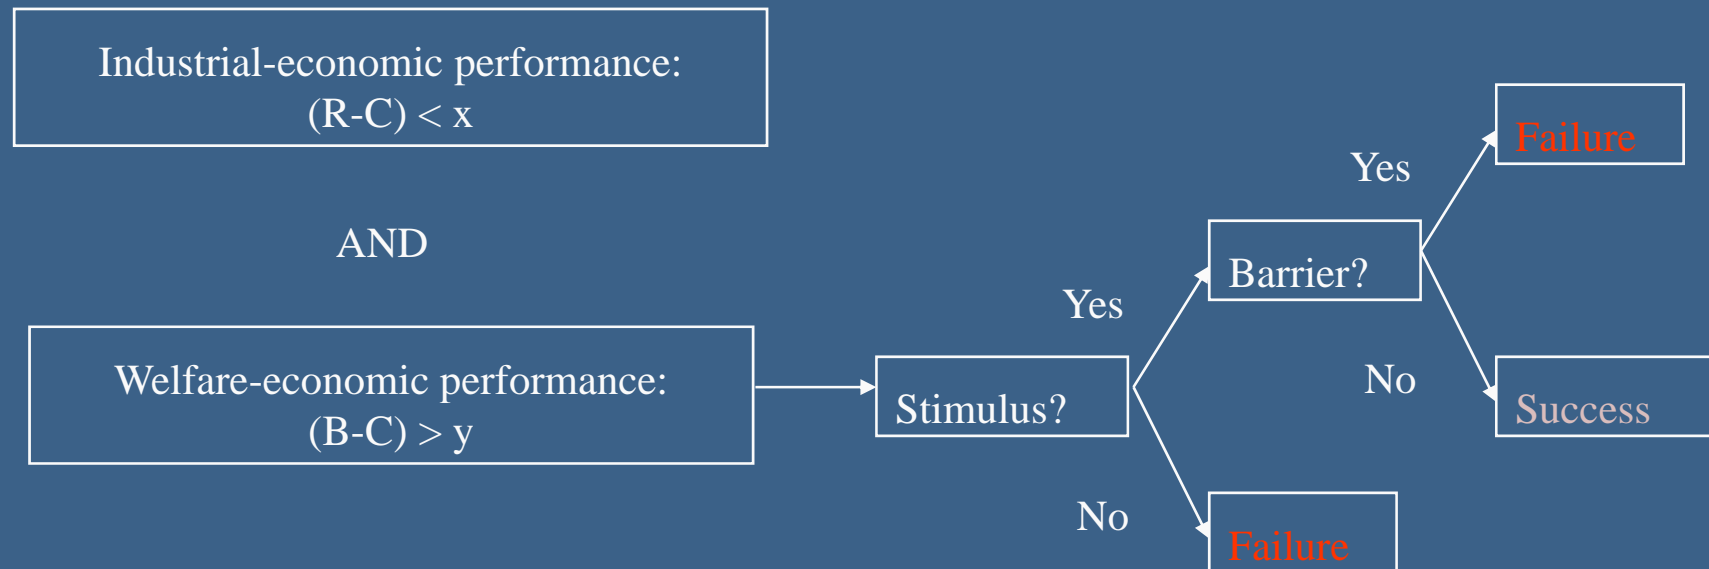 Industrial-economic performance:
(R-C) < x
AND
Welfare-economic performance:
(B-C) > y
Stimulus?
Yes
No
Barrier?
Failure
Yes
No
Failure
Success